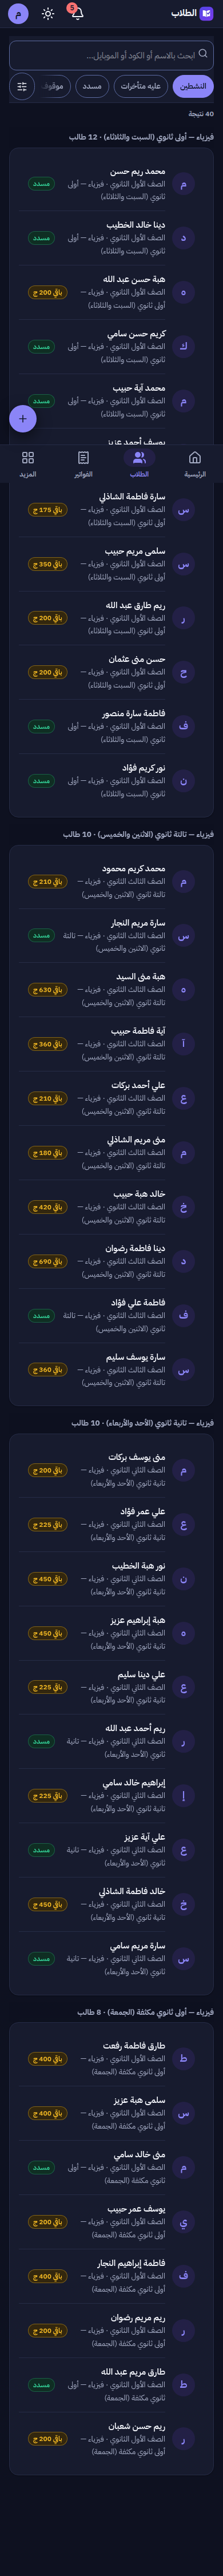 الطلاب
5
م
ابحث بالاسم أو الكود أو الموبايل...
النشطين
عليه متأخرات
مسدد
موقوف
40 نتيجة
فيزياء — أولى ثانوي (السبت والثلاثاء) · 12 طالب
م
محمد ريم حسن
الصف الأول الثانوي · فيزياء — أولى
ثانوي (السبت والثلاثاء)
مسدد
د
دينا خالد الخطيب
الصف الأول الثانوي · فيزياء — أولى
ثانوي (السبت والثلاثاء)
مسدد
ه
هبة حسن عبد الله
الصف الأول الثانوي · فيزياء —
أولى ثانوي (السبت والثلاثاء)
باقي 200 ج
ك
كريم حسن سامي
الصف الأول الثانوي · فيزياء — أولى
ثانوي (السبت والثلاثاء)
مسدد
م
محمد آية حبيب
الصف الأول الثانوي · فيزياء — أولى
ثانوي (السبت والثلاثاء)
مسدد
يوسف أحمد عزيز
الرئيسية
الطلاب
الفواتير
المزيد
س
سارة فاطمة الشاذلي
الصف الأول الثانوي · فيزياء —
أولى ثانوي (السبت والثلاثاء)
باقي 175 ج
س
سلمى مريم حبيب
الصف الأول الثانوي · فيزياء —
أولى ثانوي (السبت والثلاثاء)
باقي 350 ج
ر
ريم طارق عبد الله
الصف الأول الثانوي · فيزياء —
أولى ثانوي (السبت والثلاثاء)
باقي 200 ج
ح
حسن منى عثمان
الصف الأول الثانوي · فيزياء —
أولى ثانوي (السبت والثلاثاء)
باقي 200 ج
ف
فاطمة سارة منصور
الصف الأول الثانوي · فيزياء — أولى
ثانوي (السبت والثلاثاء)
مسدد
ن
نور كريم فؤاد
الصف الأول الثانوي · فيزياء — أولى
ثانوي (السبت والثلاثاء)
مسدد
فيزياء — تالتة ثانوي (الاثنين والخميس) · 10 طالب
م
محمد كريم محمود
الصف الثالث الثانوي · فيزياء —
تالتة ثانوي (الاثنين والخميس)
باقي 210 ج
س
سارة مريم النجار
الصف الثالث الثانوي · فيزياء — تالتة
ثانوي (الاثنين والخميس)
مسدد
ه
هبة منى السيد
الصف الثالث الثانوي · فيزياء —
تالتة ثانوي (الاثنين والخميس)
باقي 630 ج
آ
آية فاطمة حبيب
الصف الثالث الثانوي · فيزياء —
تالتة ثانوي (الاثنين والخميس)
باقي 360 ج
ع
علي أحمد بركات
الصف الثالث الثانوي · فيزياء —
تالتة ثانوي (الاثنين والخميس)
باقي 210 ج
م
منى مريم الشاذلي
الصف الثالث الثانوي · فيزياء —
تالتة ثانوي (الاثنين والخميس)
باقي 180 ج
خ
خالد هبة حبيب
الصف الثالث الثانوي · فيزياء —
تالتة ثانوي (الاثنين والخميس)
باقي 420 ج
د
دينا فاطمة رضوان
الصف الثالث الثانوي · فيزياء —
تالتة ثانوي (الاثنين والخميس)
باقي 690 ج
ف
فاطمة علي فؤاد
الصف الثالث الثانوي · فيزياء — تالتة
ثانوي (الاثنين والخميس)
مسدد
س
سارة يوسف سليم
الصف الثالث الثانوي · فيزياء —
تالتة ثانوي (الاثنين والخميس)
باقي 360 ج
فيزياء — تانية ثانوي (الأحد والأربعاء) · 10 طالب
م
منى يوسف بركات
الصف الثاني الثانوي · فيزياء —
تانية ثانوي (الأحد والأربعاء)
باقي 200 ج
ع
علي عمر فؤاد
الصف الثاني الثانوي · فيزياء —
تانية ثانوي (الأحد والأربعاء)
باقي 225 ج
ن
نور هبة الخطيب
الصف الثاني الثانوي · فيزياء —
تانية ثانوي (الأحد والأربعاء)
باقي 450 ج
ه
هبة إبراهيم عزيز
الصف الثاني الثانوي · فيزياء —
تانية ثانوي (الأحد والأربعاء)
باقي 450 ج
ع
علي دينا سليم
الصف الثاني الثانوي · فيزياء —
تانية ثانوي (الأحد والأربعاء)
باقي 225 ج
ر
ريم أحمد عبد الله
الصف الثاني الثانوي · فيزياء — تانية
ثانوي (الأحد والأربعاء)
مسدد
إ
إبراهيم خالد سامي
الصف الثاني الثانوي · فيزياء —
تانية ثانوي (الأحد والأربعاء)
باقي 225 ج
ع
علي آية عزيز
الصف الثاني الثانوي · فيزياء — تانية
ثانوي (الأحد والأربعاء)
مسدد
خ
خالد فاطمة الشاذلي
الصف الثاني الثانوي · فيزياء —
تانية ثانوي (الأحد والأربعاء)
باقي 450 ج
س
سارة مريم سامي
الصف الثاني الثانوي · فيزياء — تانية
ثانوي (الأحد والأربعاء)
مسدد
فيزياء — أولى ثانوي مكثفة (الجمعة) · 8 طالب
ط
طارق فاطمة رفعت
الصف الأول الثانوي · فيزياء —
أولى ثانوي مكثفة (الجمعة)
باقي 400 ج
س
سلمى هبة عزيز
الصف الأول الثانوي · فيزياء —
أولى ثانوي مكثفة (الجمعة)
باقي 400 ج
م
منى خالد سامي
الصف الأول الثانوي · فيزياء — أولى
ثانوي مكثفة (الجمعة)
مسدد
ي
يوسف عمر حبيب
الصف الأول الثانوي · فيزياء —
أولى ثانوي مكثفة (الجمعة)
باقي 200 ج
ف
فاطمة إبراهيم النجار
الصف الأول الثانوي · فيزياء —
أولى ثانوي مكثفة (الجمعة)
باقي 400 ج
ر
ريم مريم رضوان
الصف الأول الثانوي · فيزياء —
أولى ثانوي مكثفة (الجمعة)
باقي 200 ج
ط
طارق مريم عبد الله
الصف الأول الثانوي · فيزياء — أولى
ثانوي مكثفة (الجمعة)
مسدد
ر
ريم حسن شعبان
الصف الأول الثانوي · فيزياء —
أولى ثانوي مكثفة (الجمعة)
باقي 200 ج